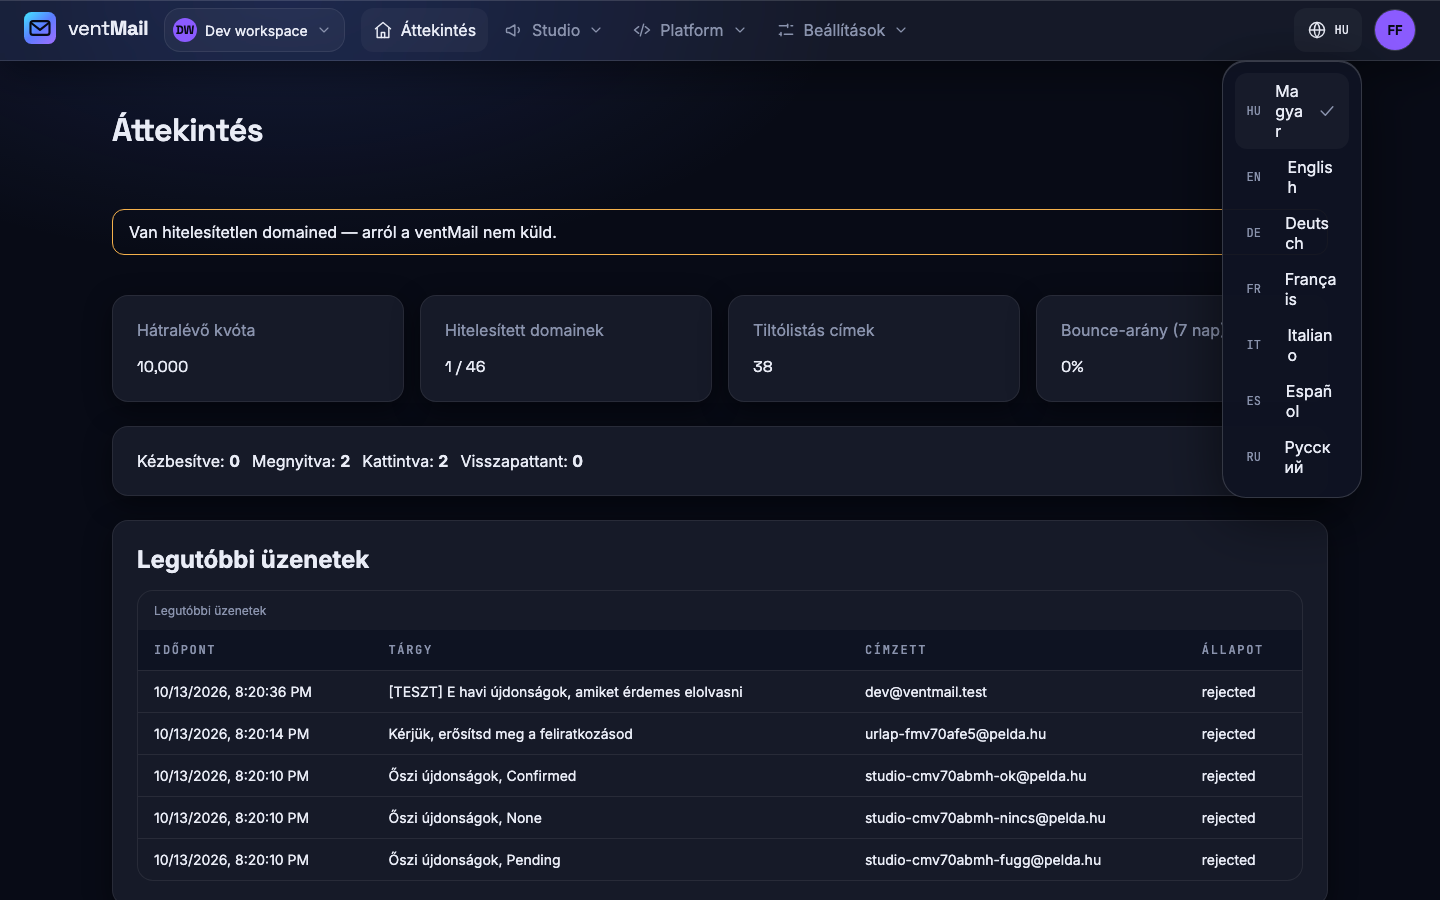 ventMail
DW Dev workspace
Áttekintés
Studio
Platform
Beállítások
HU
FF
HU Ma
gya
r
EN Englis
h
DE Deuts
ch
FR França
is
IT Italian
o
ES Españ
ol
RU Русск
ий
Áttekintés
Van hitelesítetlen domained — arról a ventMail nem küld.
Hátralévő kvóta
10,000
Hitelesített domainek
1 / 46
Tiltólistás címek
38
Bounce-arány (7 nap)
0%
Kézbesítve: 0 Megnyitva: 2 Kattintva: 2 Visszapattant: 0
Legutóbbi üzenetek
Legutóbbi üzenetek
IDŐPONT TÁRGY CÍMZETT ÁLLAPOT
10/13/2026, 8:20:36 PM [TESZT] E havi újdonságok, amiket érdemes elolvasni dev@ventmail.test rejected
10/13/2026, 8:20:14 PM Kérjük, erősítsd meg a feliratkozásod urlap-fmv70afe5@pelda.hu rejected
10/13/2026, 8:20:10 PM Őszi újdonságok, Confirmed studio-cmv70abmh-ok@pelda.hu rejected
10/13/2026, 8:20:10 PM Őszi újdonságok, None studio-cmv70abmh-nincs@pelda.hu rejected
10/13/2026, 8:20:10 PM Őszi újdonságok, Pending studio-cmv70abmh-fugg@pelda.hu rejected